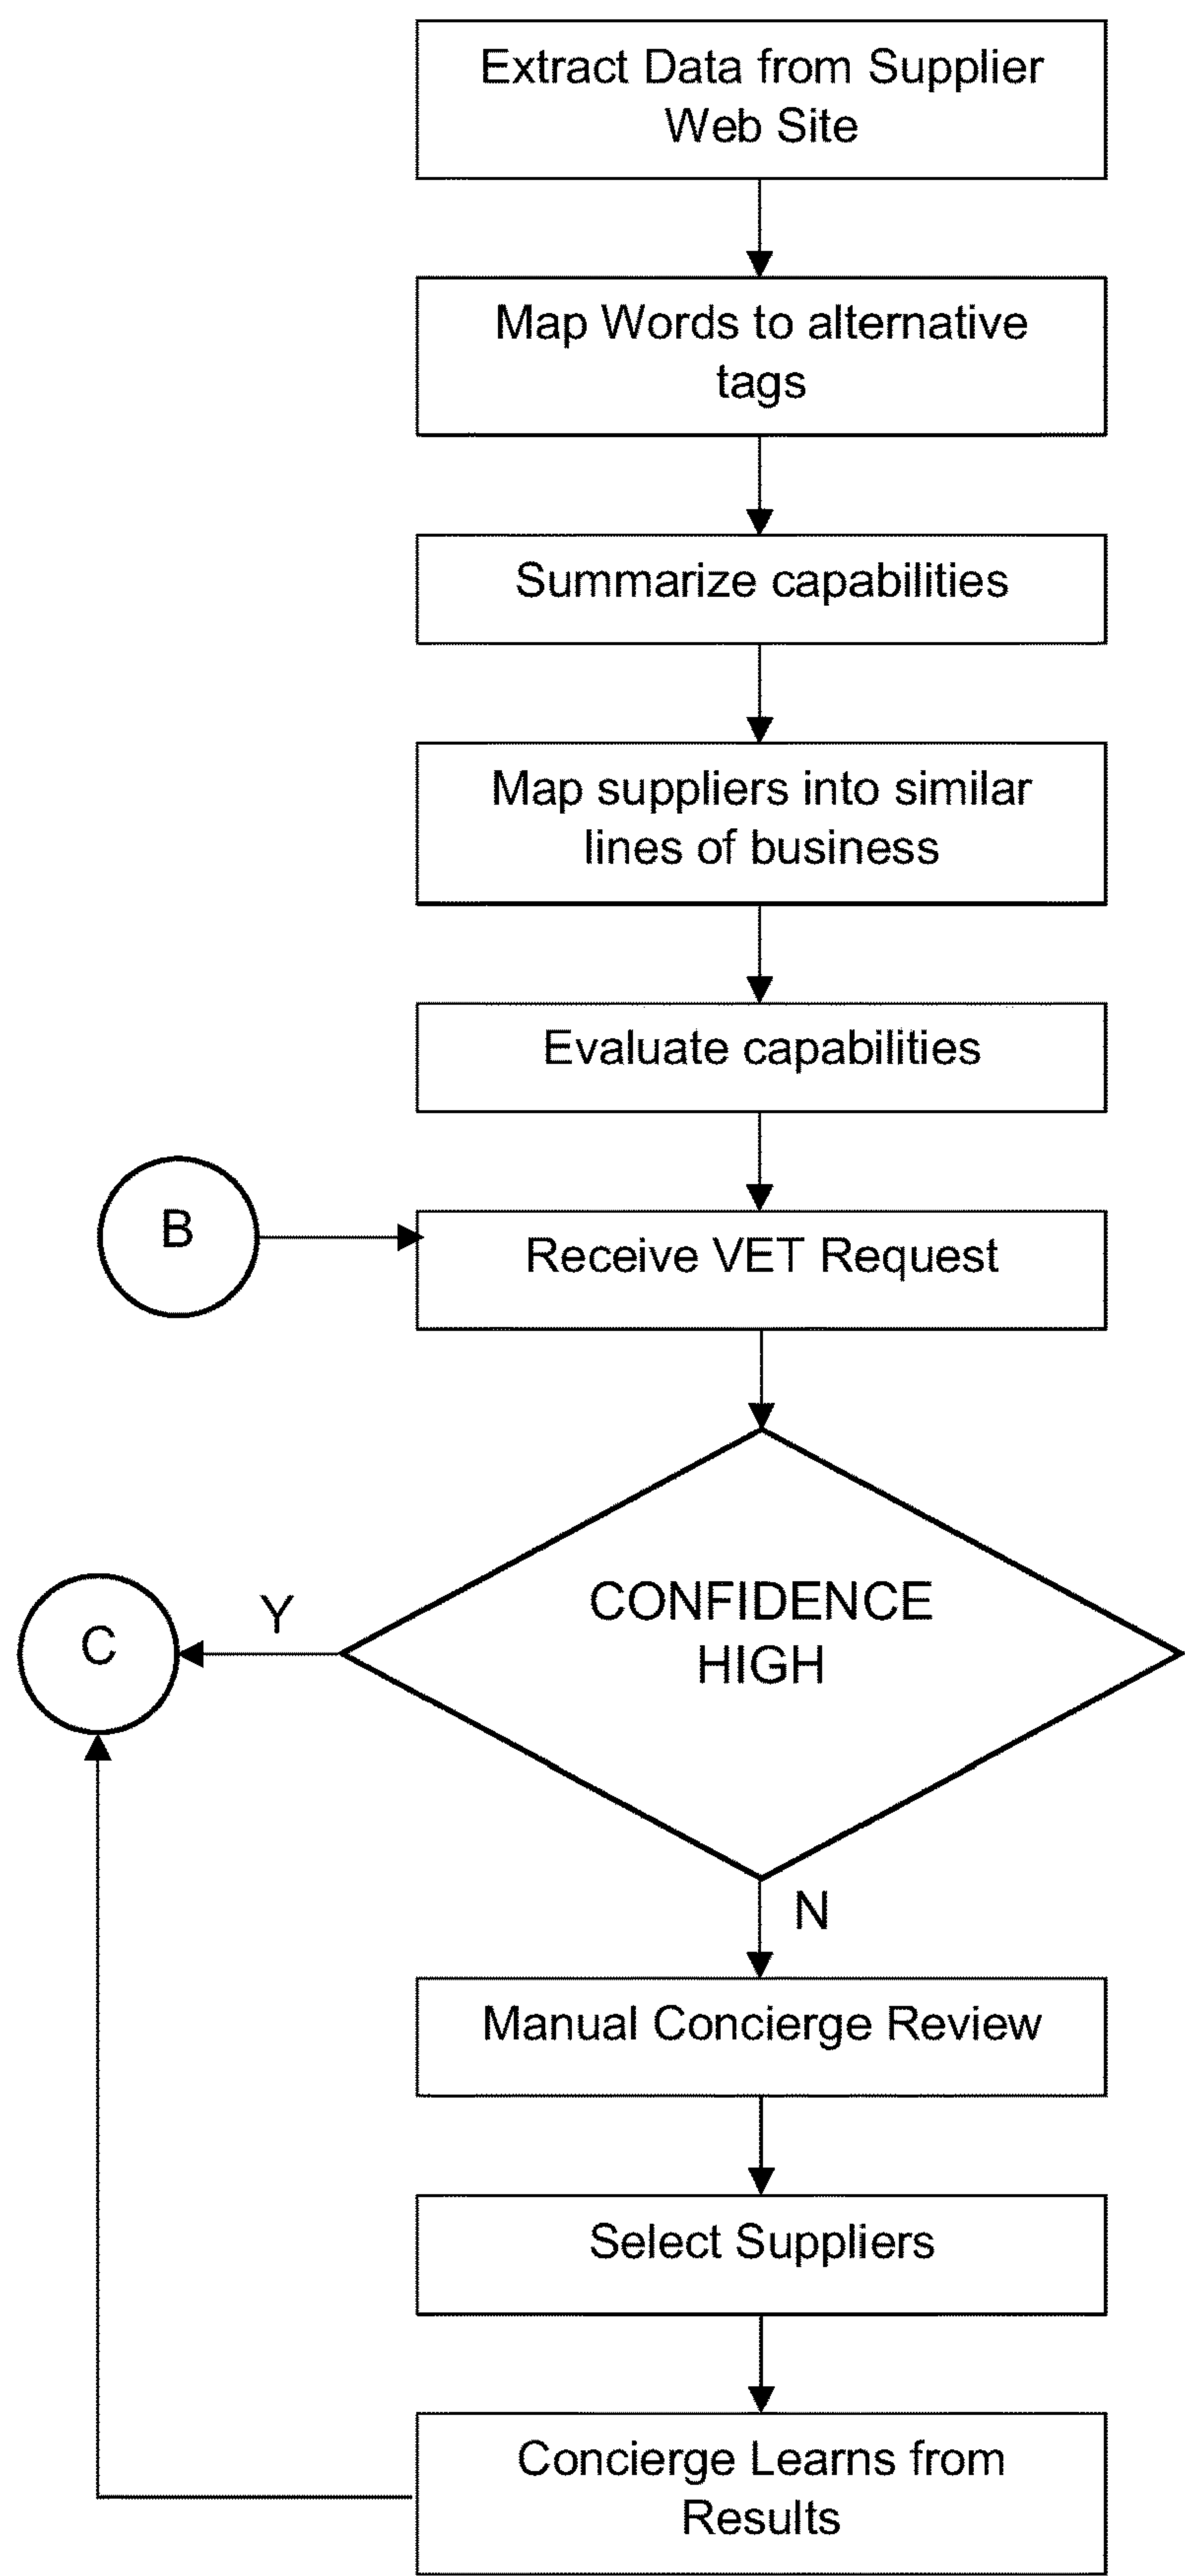 Extract Data from Supplier
Web Site
Map Words to alternative
tags
Summarize capabilities
Map suppliers into similar
lines of business
Evaluate capabilities
B
Receive VET Request
CONFIDENCE
HIGH
Y
C
N
Manual Concierge Review
Select Suppliers
Concierge Learns from
Results